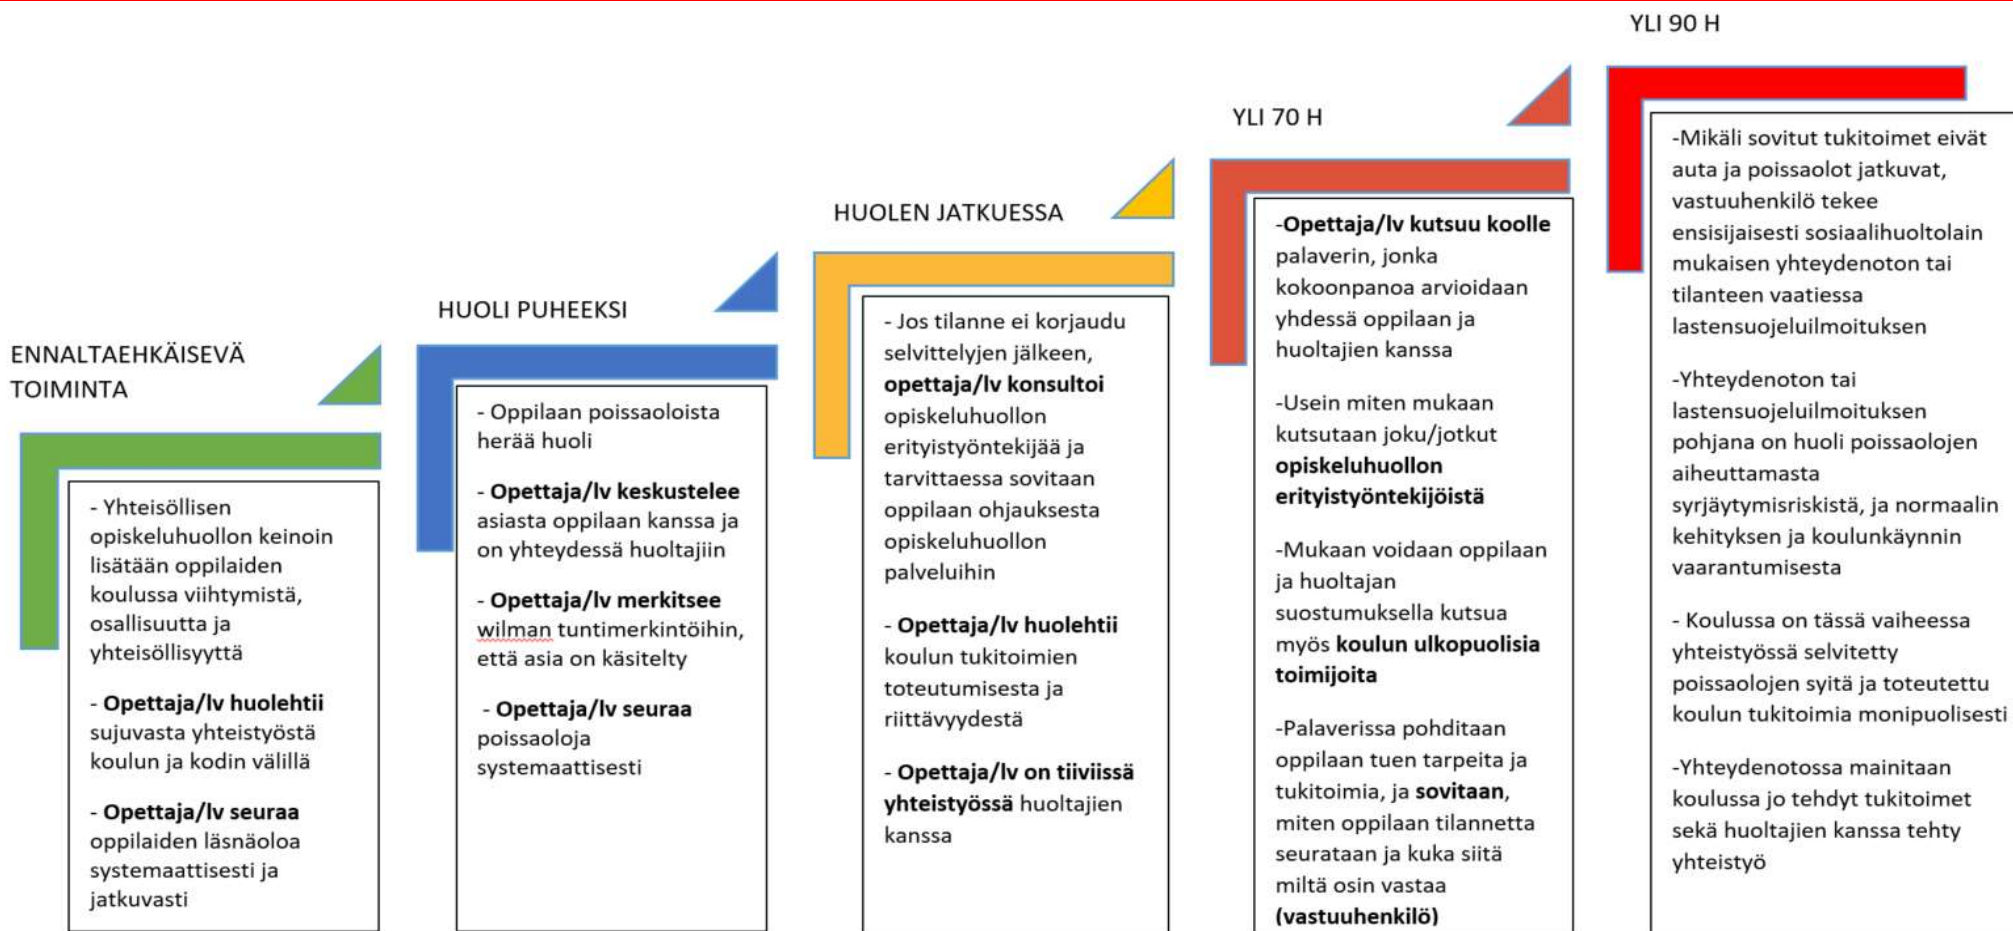 ENNALTAEHKÄISEVÄ
TOIMINTA
- Yhteisöllisen
opiskeluhuollon keinoin
lisätään oppilaiden
koulussa viihtymistä,
osallisuutta ja
yhteisöllisyyttä
- Opettaja/lv huolehtii
sujuvasta yhteistyöstä
koulun ja kodin välillä
- Opettaja/lv seuraa
oppilaiden läsnäoloa
systemaattisesti ja
jatkuvasti
HUOLI PUHEEKSI
- Oppilaan poissaoloista
herää huoli
- Opettaja/lv keskustelee
asiasta oppilaan kanssa ja
on yhteydessä huoltajiin
- Opettaja/lv merkitsee
wilman tuntimerkintöihin,
että asia on käsitelty
- Opettaja/lv seuraa
poissaoloja
systemaattisesti
HUOLEN JATKUESSA
- Jos tilanne ei korjaudu
selvittelyjen jälkeen,
opettaja/lv konsultoi
opiskeluhuollon
erityistyöntekijää ja
tarvittaessa sovitaan
oppilaan ohjauksesta
opiskeluhuollon
palveluihin
- Opettaja/lv huolehtii
koulun tukitoimien
toteutumisesta ja
riittävyydestä
- Opettaja/lv on tiiviissä
yhteistyössä huoltajien
kanssa
YLI 70 H
-Opettaja/lv kutsuu koolle
palaverin, jonka
kokoonpanoa arvioidaan
yhdessä oppilaan ja
huoltajien kanssa
-Usein miten mukaan
kutsutaan joku/jotkut
opiskeluhuollon
erityistyöntekijöistä
-Mukaan voidaan oppilaan
ja huoltajan
suostumuksella kutsua
myös koulun ulkopuolisia
toimijoita
-Palaverissa pohditaan
oppilaan tuen tarpeita ja
tukitoimia, ja sovitaan,
miten oppilaan tilannetta
seurataan ja kuka siitä
miltä osin vastaa
(vastuuhenkilö)
YLI 90 H
-Mikäli sovitut tukitoimet eivät
auta ja poissaolot jatkuvat,
vastuuhenkilö tekee
ensisijaisesti sosiaalihuoltolain
mukaisen yhteydenoton tai
tilanteen vaatiessa
lastensuojeluilmoituksen
-Yhteydenoton tai
lastensuojeluilmoituksen
pohjana on huoli poissaolojen
aiheuttamasta
syrjäytymisriskistä, ja normaalin
kehityksen ja koulunkäynnin
vaarantumisesta
- Koulussa on tässä vaiheessa
yhteistyössä selvitetty
poissaolojen syitä ja toteutettu
koulun tukitoimia monipuolisesti
-Yhteydenotossa mainitaan
koulussa jo tehdyt tukitoimet
sekä huoltajien kanssa tehty
yhteistyö